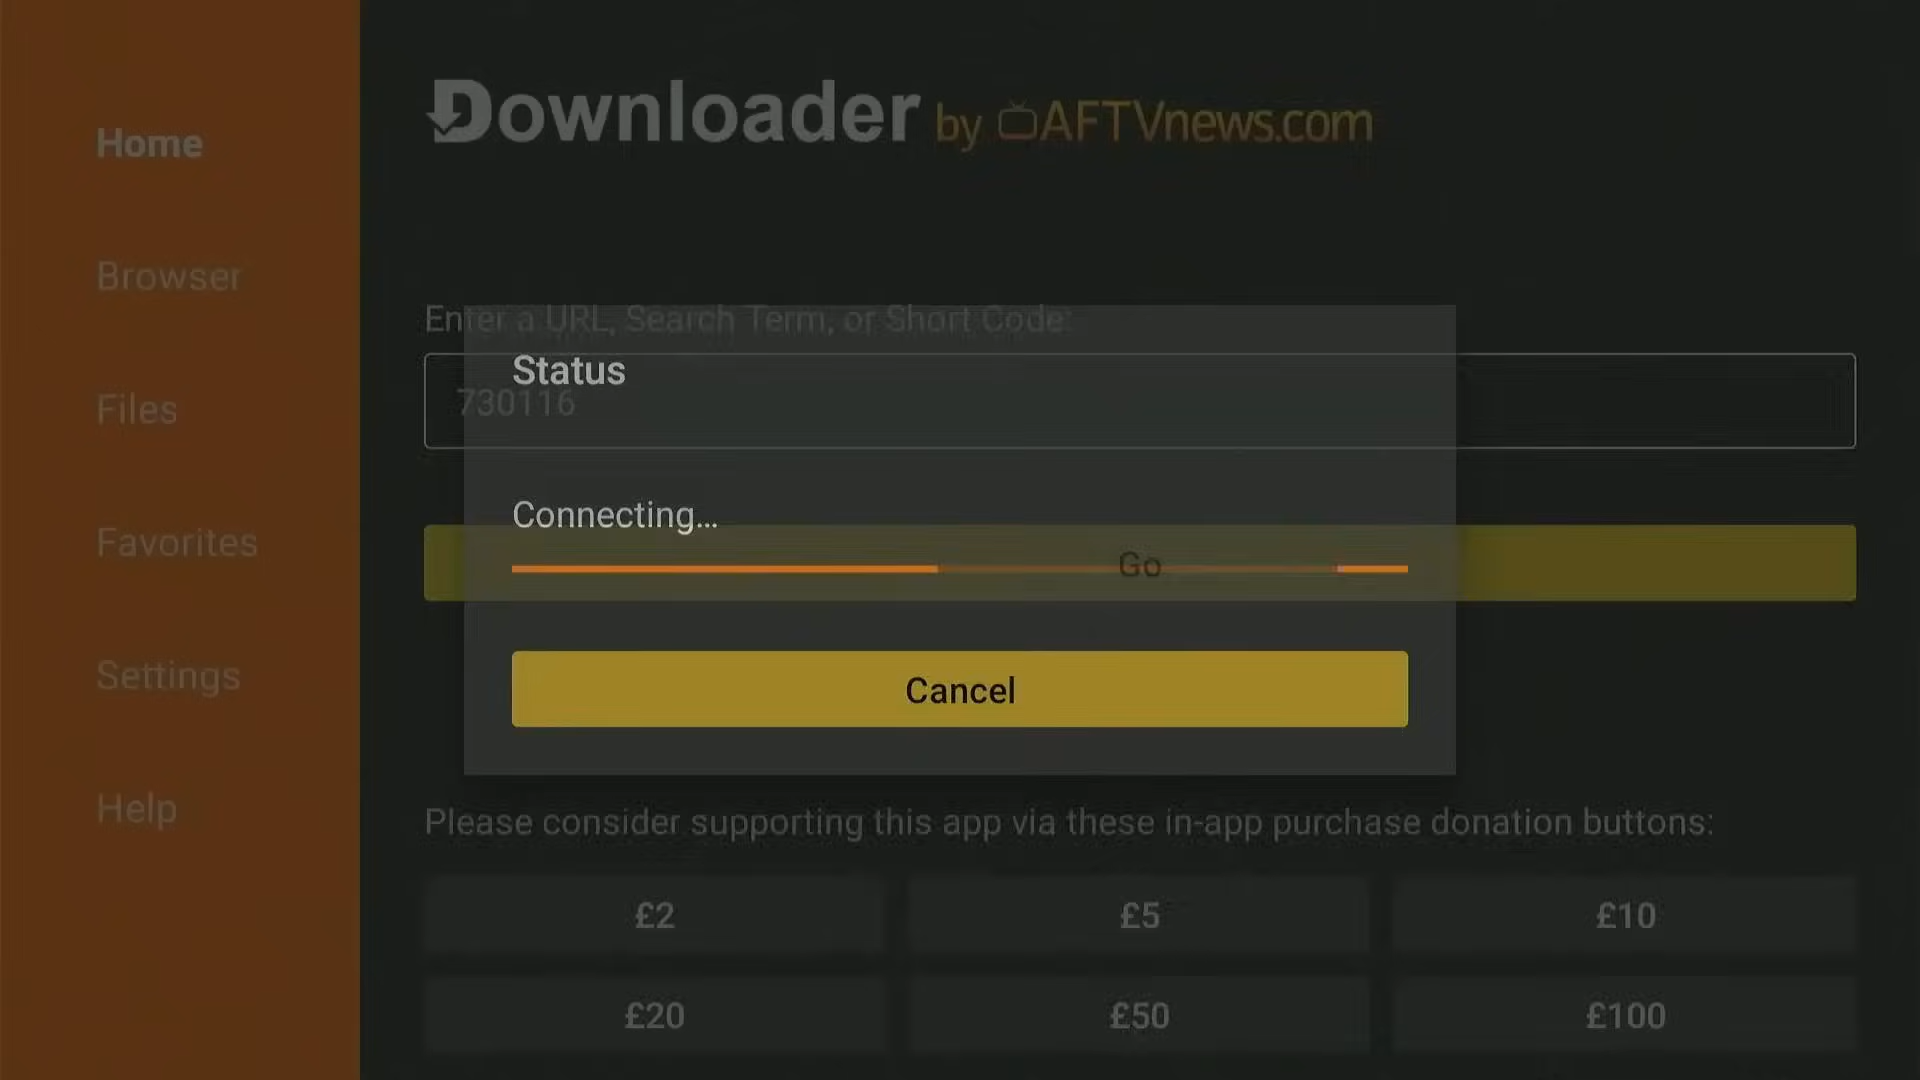 Home
Browser
Files
Favorites
Settings
Help
Downloader by AFTVnews.com
Enter a URL, Search Term, or Short Code:
730116
Go
Status
Connecting...
Cancel
Please consider supporting this app via these in-app purchase donation buttons:
£2 £5 £10
£20 £50 £100